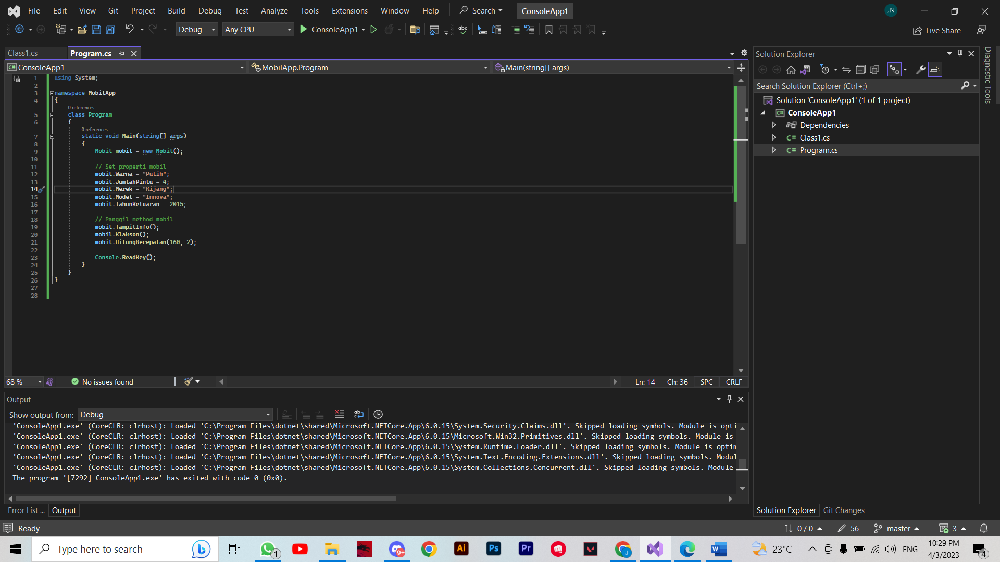 File Edit View Git Project Build Debug Test Analyze Tools Extensions Window Help Search ConsoleApp1 JN
Debug Any CPU ConsoleApp1 Live Share
Class1.cs Program.cs
ConsoleApp1 MobilApp.Program Main(string[] args)
1 using System;
2
3 namespace MobilApp
4 {
0 references
5 class Program
6 {
0 references
7 static void Main(string[] args)
8 {
9 Mobil mobil = new Mobil();
10
11 // Set properti mobil
12 mobil.Warna = "Putih";
13 mobil.JumlahPintu = 4;
14 mobil.Merek = "Kijang";
15 mobil.Model = "Innova";
16 mobil.TahunKeluaran = 2015;
17
18 // Panggil method mobil
19 mobil.TampilInfo();
20 mobil.Klakson();
21 mobil.HitungKecepatan(160, 2);
22
23 Console.ReadKey();
24 }
25 }
26 }
27
28
68 % No issues found Ln: 14 Ch: 36 SPC CRLF
Output
Show output from: Debug
'ConsoleApp1.exe' (CoreCLR: clrhost): Loaded 'C:\Program Files\dotnet\shared\Microsoft.NETCore.App\6.0.15\System.Security.Claims.dll'. Skipped loading symbols. Module is opti
'ConsoleApp1.exe' (CoreCLR: clrhost): Loaded 'C:\Program Files\dotnet\shared\Microsoft.NETCore.App\6.0.15\Microsoft.Win32.Primitives.dll'. Skipped loading symbols. Module is
'ConsoleApp1.exe' (CoreCLR: clrhost): Loaded 'C:\Program Files\dotnet\shared\Microsoft.NETCore.App\6.0.15\System.Runtime.Loader.dll'. Skipped loading symbols. Module is optim
'ConsoleApp1.exe' (CoreCLR: clrhost): Loaded 'C:\Program Files\dotnet\shared\Microsoft.NETCore.App\6.0.15\System.Text.Encoding.Extensions.dll'. Skipped loading symbols. Modul
'ConsoleApp1.exe' (CoreCLR: clrhost): Loaded 'C:\Program Files\dotnet\shared\Microsoft.NETCore.App\6.0.15\System.Collections.Concurrent.dll'. Skipped loading symbols. Module
The program '[7292] ConsoleApp1.exe' has exited with code 0 (0x0).
Error List ... Output
Solution Explorer
Search Solution Explorer (Ctrl+;)
Solution 'ConsoleApp1' (1 of 1 project)
C# ConsoleApp1
Dependencies
C# Class1.cs
C# Program.cs
Solution Explorer Git Changes
Diagnostic Tools
Ready 0 / 0 56 master 3
Type here to search 1 9+ Ai Ps Pr J W 23°C ENG 10:29 PM
4/3/2023 4